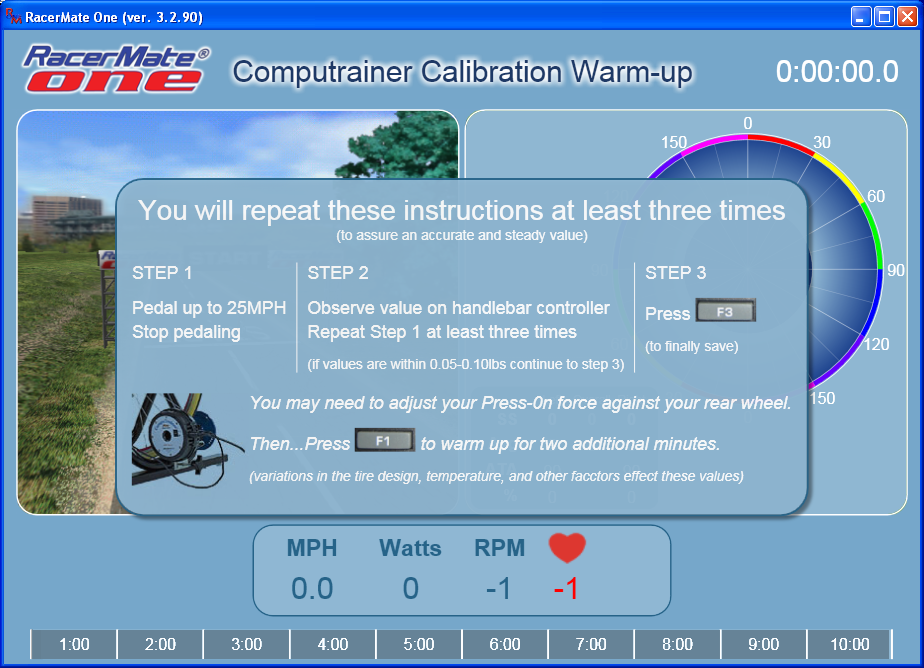 RacerMate One (ver. 3.2.90)
RacerMate®
one
Computrainer Calibration Warm-up
0:00:00.0
0
150
30
60
90
120
150
You will repeat these instructions at least three times
(to assure an accurate and steady value)
STEP 1
Pedal up to 25MPH
Stop pedaling
STEP 2
Observe value on handlebar controller
Repeat Step 1 at least three times
(if values are within 0.05-0.10lbs continue to step 3)
STEP 3
Press F3
(to finally save)
You may need to adjust your Press-0n force against your rear wheel.
Then...Press F1 to warm up for two additional minutes.
(variations in the tire design, temperature, and other facctors effect these values)
MPH Watts RPM
0.0 0 -1 -1
1:00 2:00 3:00 4:00 5:00 6:00 7:00 8:00 9:00 10:00